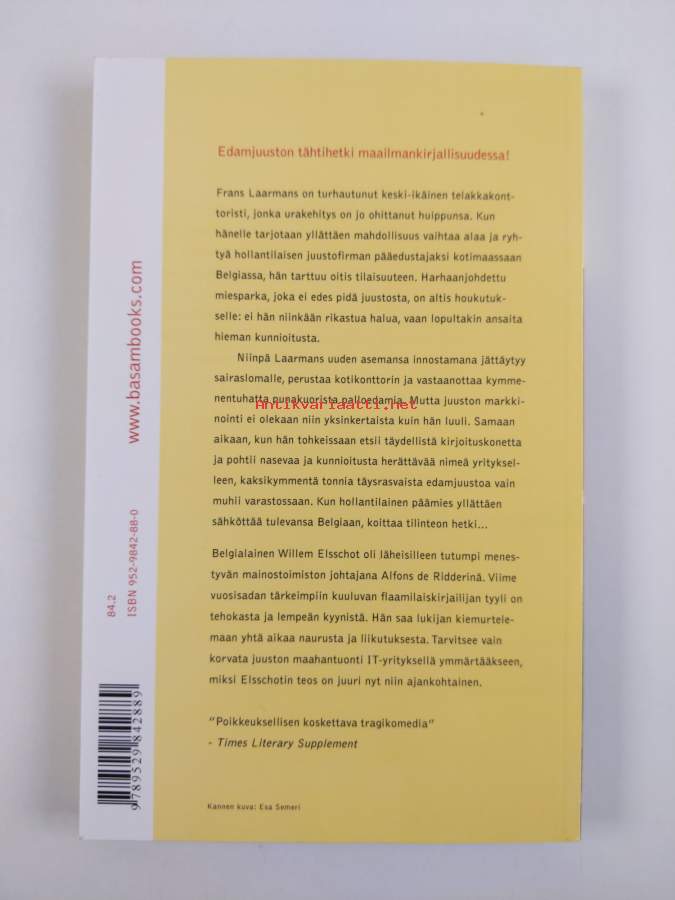 Edamjuuston tähtihetki maailmankirjallisuudessa!
Frans Laarmans on turhautunut keski-ikäinen telakkakont-
toristi, jonka urakehitys on jo ohittanut huippunsa. Kun
hänelle tarjotaan yllättäen mahdollisuus vaihtaa alaa ja ryh-
tyä hollantilaisen juustofirman pääedustajaksi kotimaassaan
Belgiassa, hän tarttuu oitis tilaisuuteen. Harhaanjohdettu
miesparka, joka ei edes pidä juustosta, on altis houkutuk-
selle: ei hän niinkään rikastua halua, vaan lopultakin ansaita
hieman kunnioitusta.
Niinpä Laarmans uuden asemansa innostamana jättäytyy
sairaslomalle, perustaa kotikonttorin ja vastaanottaa kymme-
nentuhatta punakuorista palloedamia. Mutta juuston markki-
Antikvariaatti.net
nointi ei olekaan niin yksinkertaista kuin hän luuli. Samaan
aikaan, kun hän tohkeissaan etsii täydellistä kirjoituskonetta
ja pohtii nasevaa ja kunnioitusta herättävää nimeä yrityksel-
leen, kaksikymmentä tonnia täysrasvaista edamjuustoa vain
muhii varastossaan. Kun hollantilainen päämies yllättäen
sähköttää tulevansa Belgiaan, koittaa tilinteon hetki...
Belgialainen Willem Elsschot oli läheisilleen tutumpi menes-
tyvän mainostoimiston johtajana Alfons de Ridderinä. Viime
vuosisadan tärkeimpiin kuuluvan flaamilaiskirjailijan tyyli on
tehokasta ja lempeän kyynistä. Hän saa lukijan kiemurtele-
maan yhtä aikaa naurusta ja liikutuksesta. Tarvitsee vain
korvata juuston maahantuonti IT-yrityksellä ymmärtääkseen,
miksi Elsschotin teos on juuri nyt niin ajankohtainen.
"Poikkeuksellisen koskettava tragikomedia"
- Times Literary Supplement
Kannen kuva: Esa Semeri
www.basambooks.com
84.2
ISBN 952-9842-88-0
9789529842889